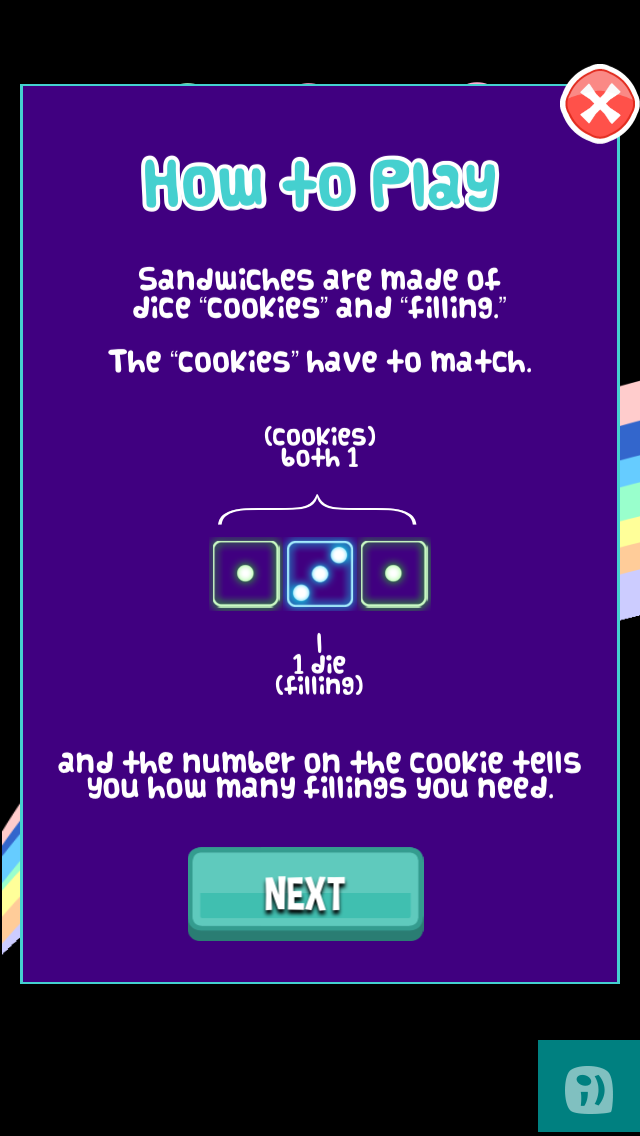 How to Play
Sandwiches are made of
dice “cookies” and “filling.”
The “cookies” have to match.
(cookies)
both 1
1 die
(filling)
and the number on the cookie tells
you how many fillings you need.
NEXT